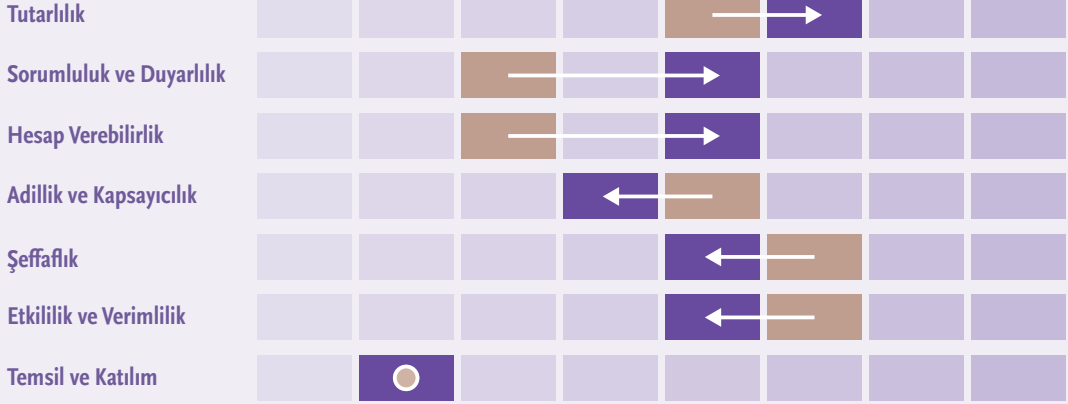 Tutarlılık
Sorumluluk ve Duyarlılık
Hesap Verebilirlik
Adillik ve Kapsayıcılık
Şeffaflık
Etkililik ve Verimlilik
Temsil ve Katılım